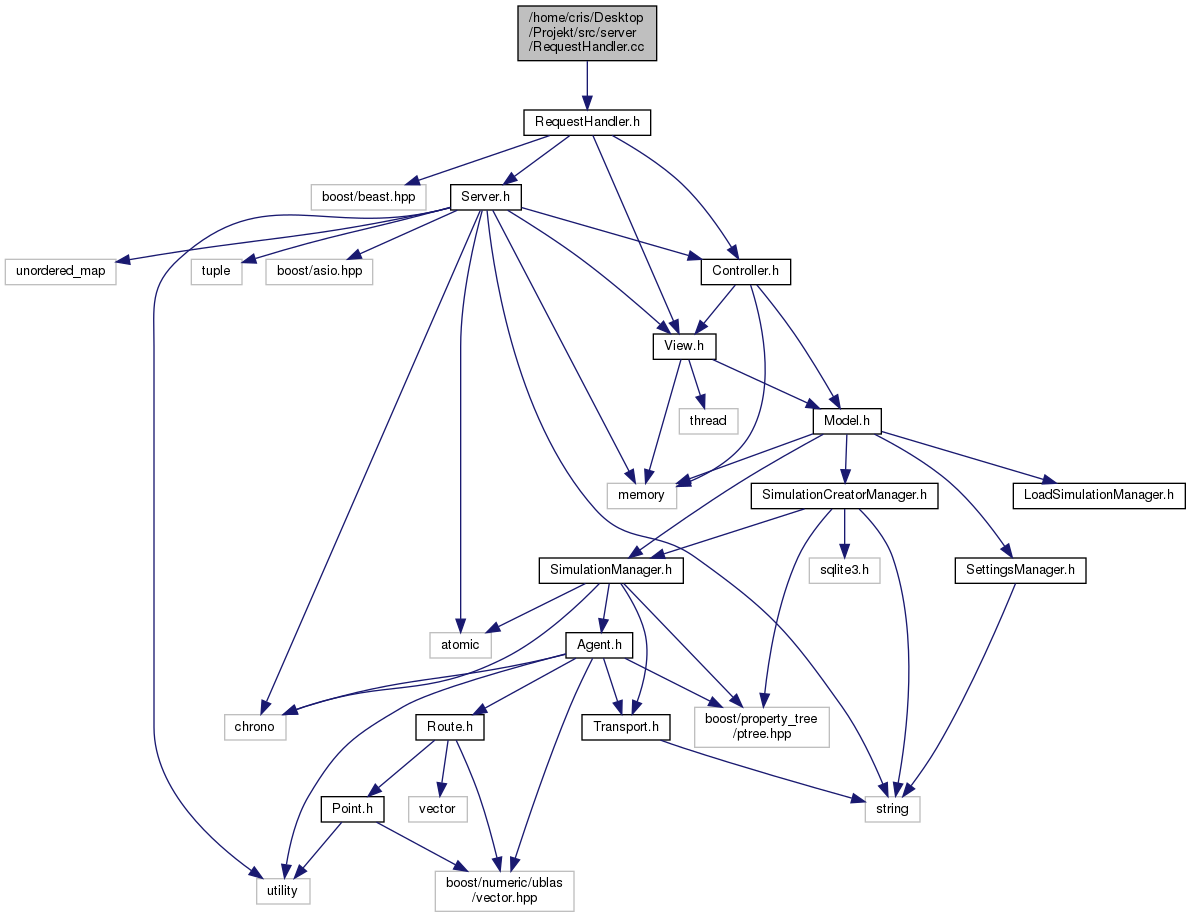 /home/cris/Desktop
/Projekt/src/server
/RequestHandler.cc
RequestHandler.h
boost/beast.hpp
Server.h
unordered_map
tuple
boost/asio.hpp
Controller.h
View.h
thread
Model.h
memory
SimulationCreatorManager.h
LoadSimulationManager.h
SimulationManager.h
sqlite3.h
SettingsManager.h
atomic
Agent.h
chrono
Route.h
Transport.h
boost/property_tree
/ptree.hpp
Point.h
vector
string
utility
boost/numeric/ublas
/vector.hpp